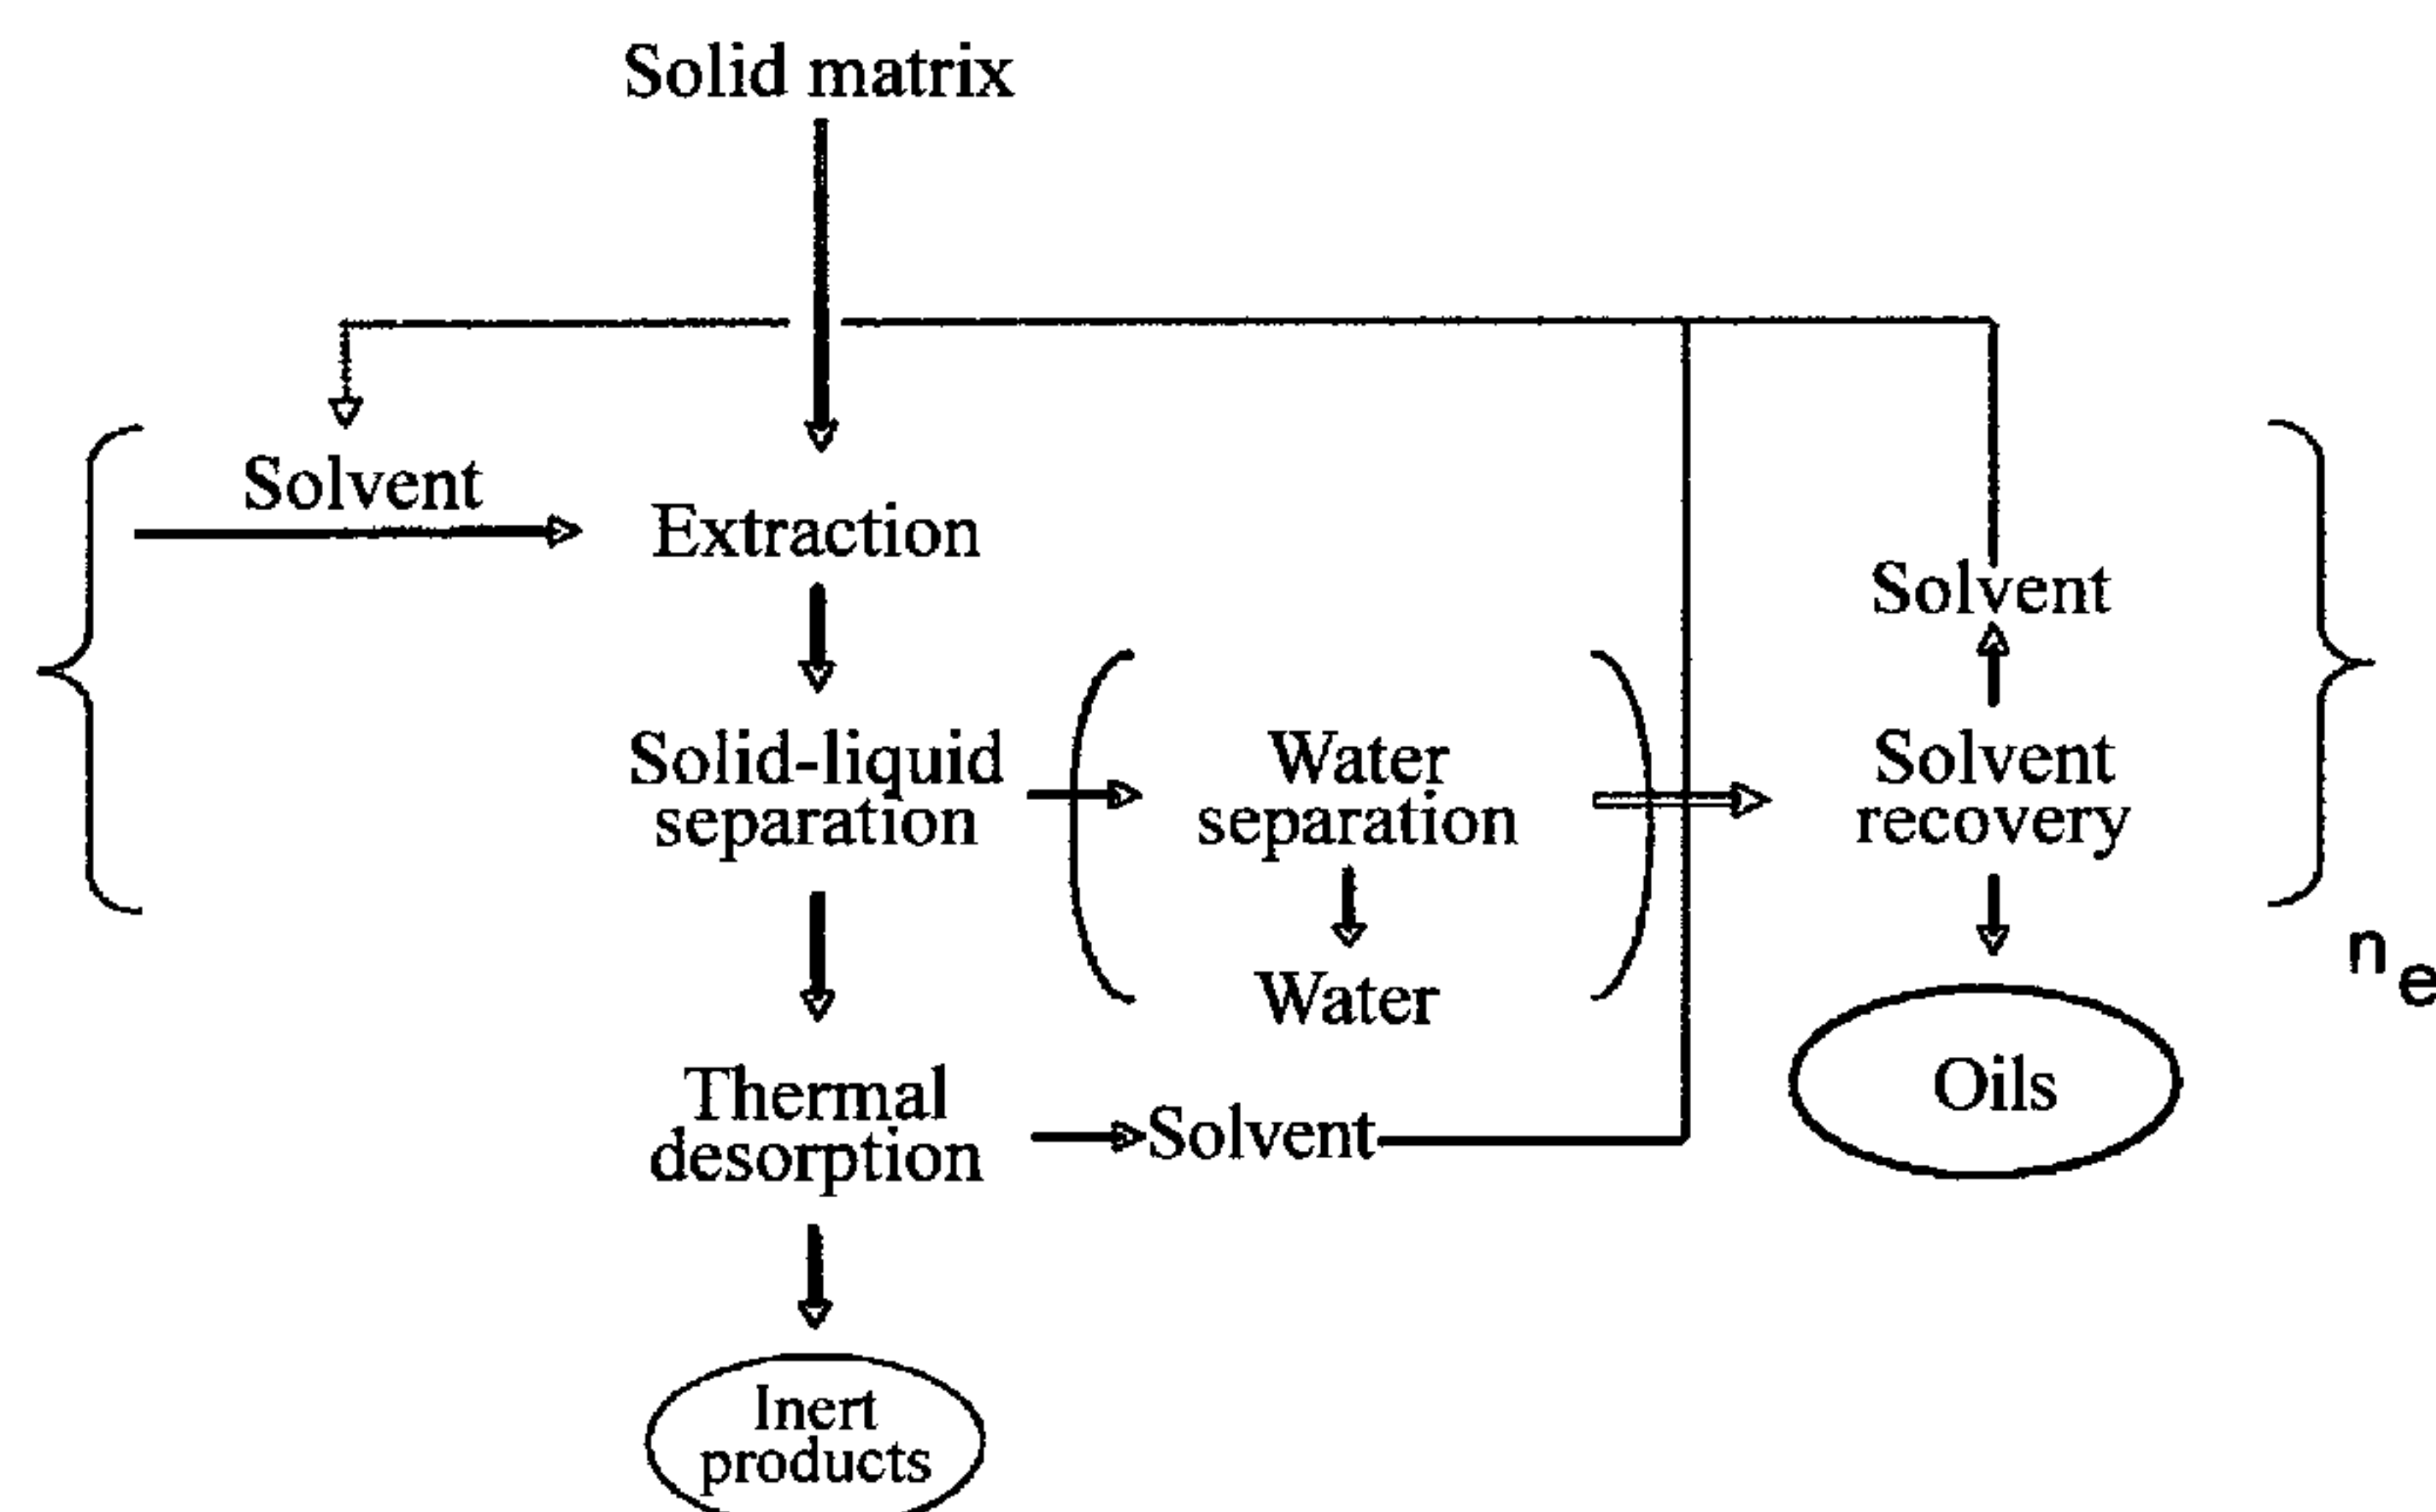 Solid matrix
Solvent
Extraction
Solvent
Solid-liquid
separation
Water
separation
Solvent
recovery
Water
n e
Oils
Thermal
desorption
Solvent
Inert
products